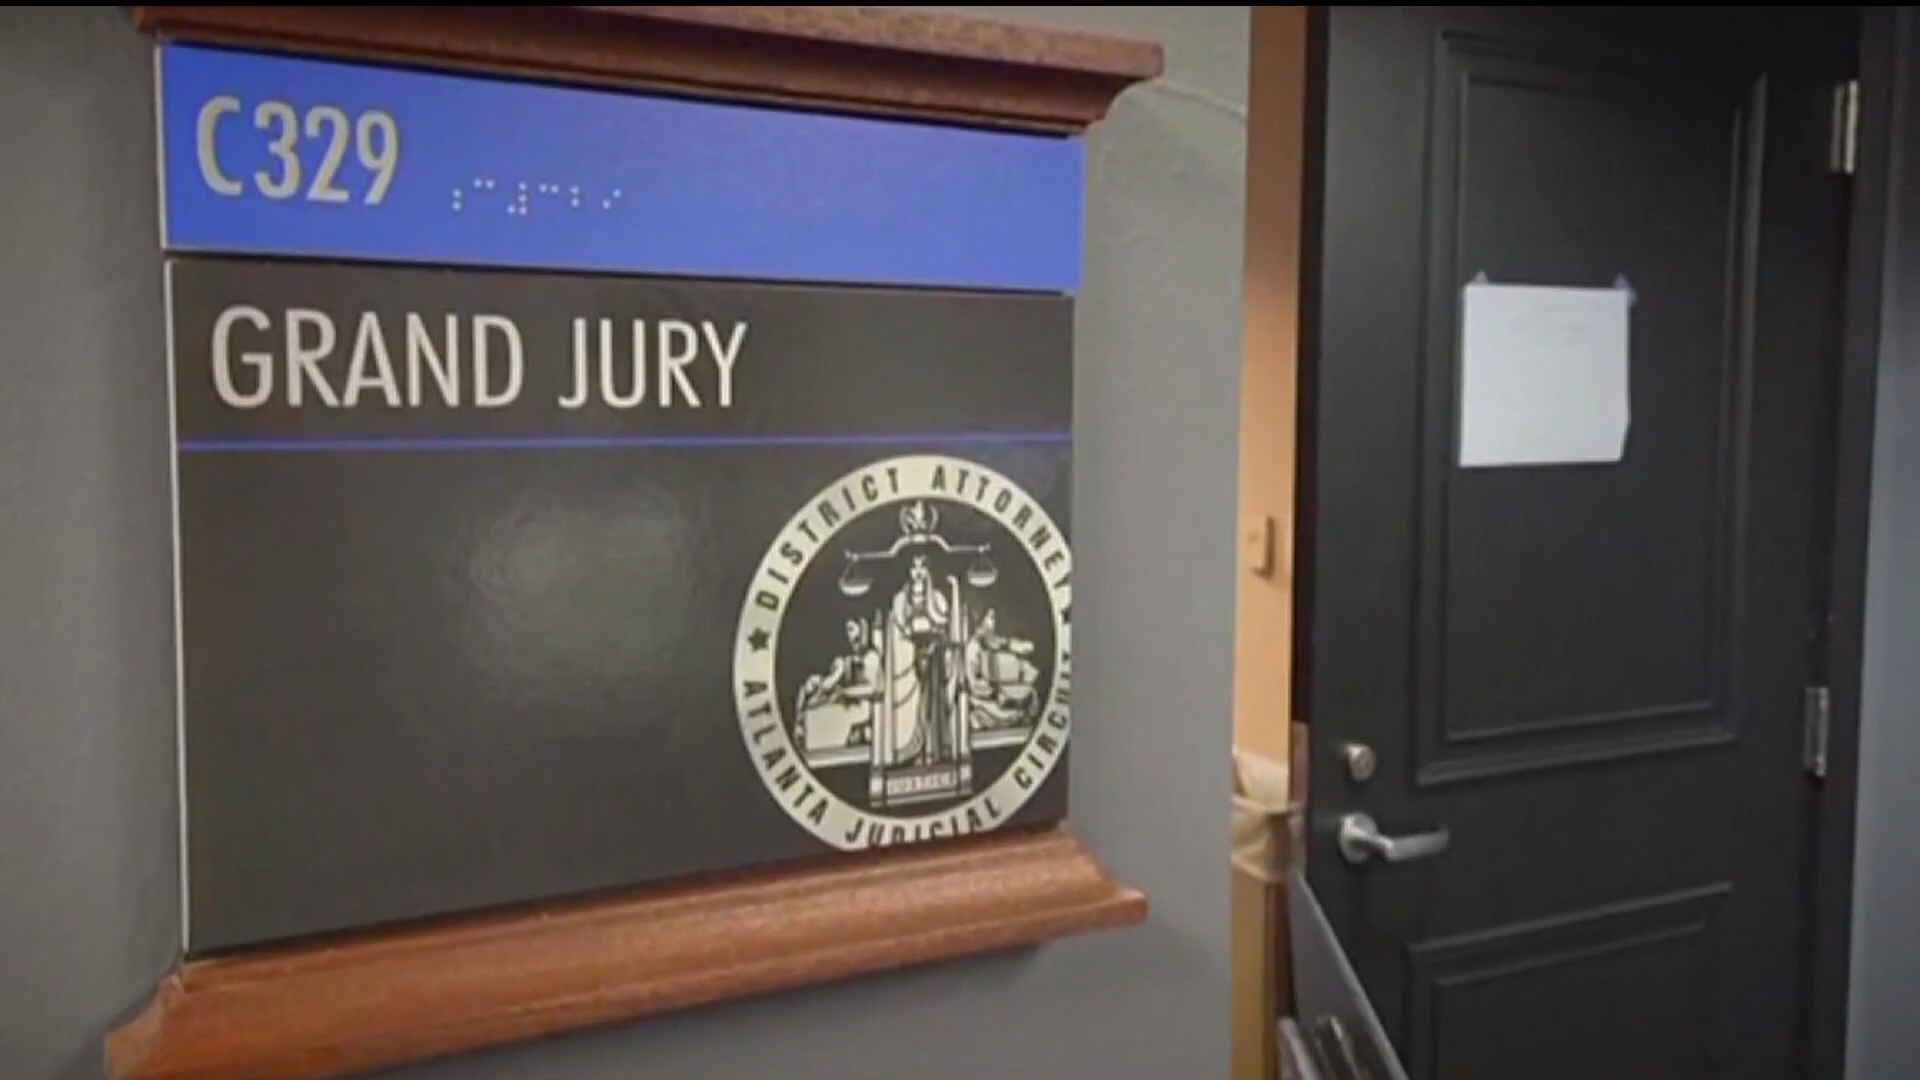 C329
GRAND JURY
DISTRICT ATTORNEY
ATLANTA JUDICIAL CIRCUIT